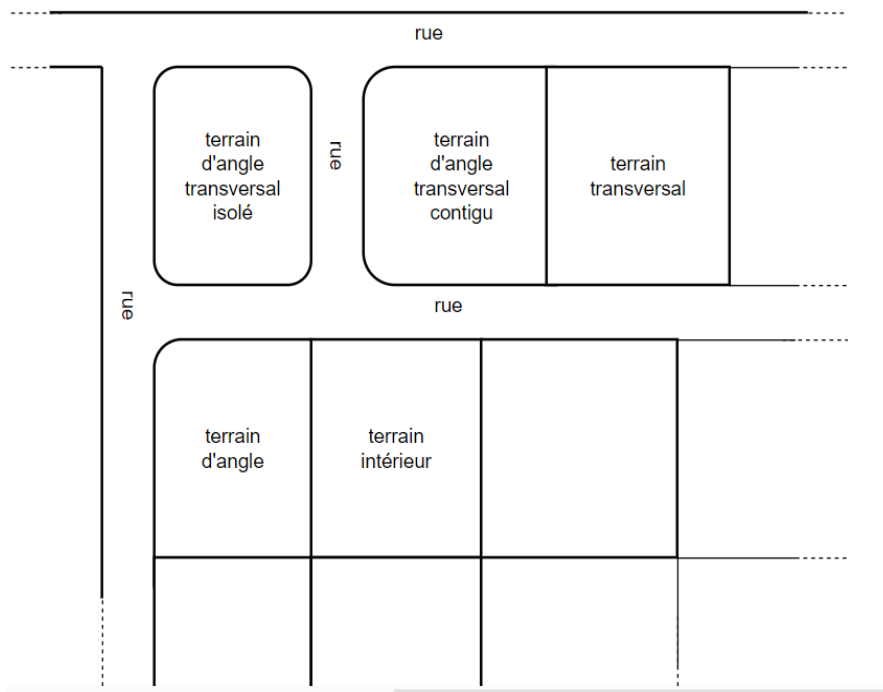 rue
terrain
d'angle
transversal
isolé
rue
terrain
d'angle
transversal
contigu
terrain
transversal
rue
rue
terrain
d'angle
terrain
intérieur